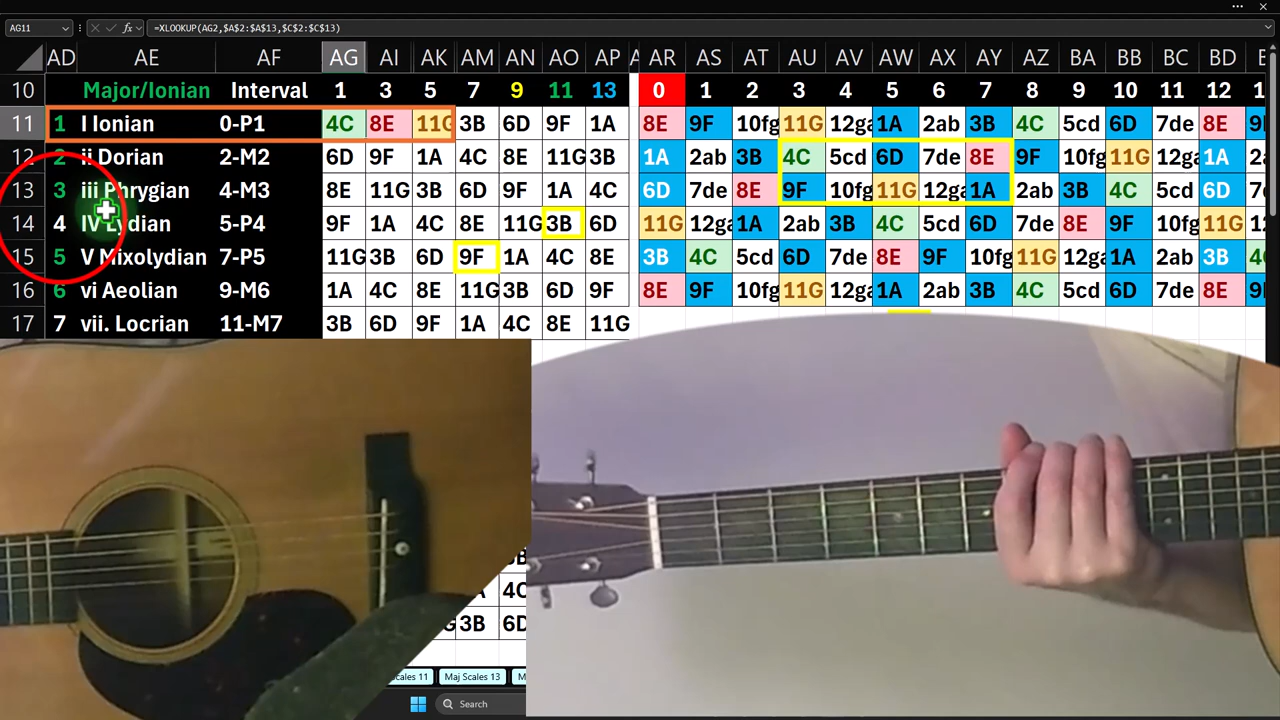 AG11 fx =XLOOKUP(AG2,$A$2:$A$13,$C$2:$C$13)
AD AE AF AG AI AK AM AN AO AP AR AS AT AU AV AW AX AY AZ BA BB BC BD
10 Major/Ionian Interval 1 3 5 7 9 11 13 0 1 2 3 4 5 6 7 8 9 10 11 12
11 1 I Ionian 0-P1 4C 8E 11G 3B 6D 9F 1A 8E 9F 10fg 11G 12ga 1A 2ab 3B 4C 5cd 6D 7de 8E
12 2 ii Dorian 2-M2 6D 9F 1A 4C 8E 11G 3B 1A 2ab 3B 4C 5cd 6D 7de 8E 9F 10fg 11G 12ga 1A
13 3 iii Phrygian 4-M3 8E 11G 3B 6D 9F 1A 4C 6D 7de 8E 9F 10fg 11G 12ga 1A 2ab 3B 4C 5cd 6D
14 4 IV Lydian 5-P4 9F 1A 4C 8E 11G 3B 6D 11G 12ga 1A 2ab 3B 4C 5cd 6D 7de 8E 9F 10fg 11G
15 5 V Mixolydian 7-P5 11G 3B 6D 9F 1A 4C 8E 3B 4C 5cd 6D 7de 8E 9F 10fg 11G 12ga 1A 2ab 3B
16 6 vi Aeolian 9-M6 1A 4C 8E 11G 3B 6D 9F 8E 9F 10fg 11G 12ga 1A 2ab 3B 4C 5cd 6D 7de 8E
17 7 vii. Locrian 11-M7 3B 6D 9F 1A 4C 8E 11G
4C
3B 6D
ales 11 Maj Scales 13 M
Search